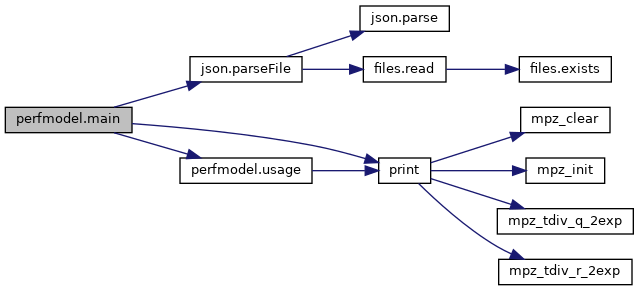 json.parse
json.parseFile
files.read
files.exists
perfmodel.main
mpz_clear
perfmodel.usage
print
mpz_init
mpz_tdiv_q_2exp
mpz_tdiv_r_2exp